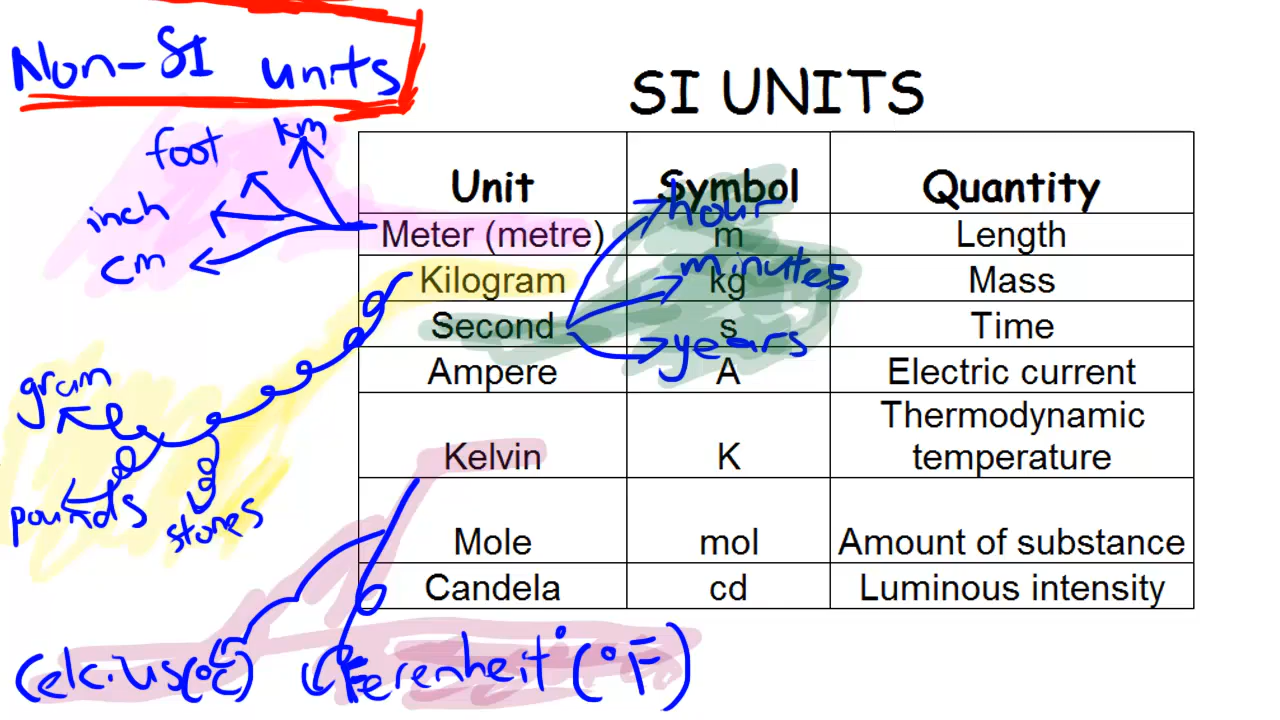 Non-SI units
SI UNITS
foot km
inch
cm
Unit Symbol Quantity
hour
Meter (metre) m Length
minutes
Kilogram kg Mass
Second s Time
years
Ampere A Electric current
gram
pounds
stones
Kelvin K Thermodynamic temperature
Mole mol Amount of substance
Candela cd Luminous intensity
Celcius(°C) ferenheit (°F)